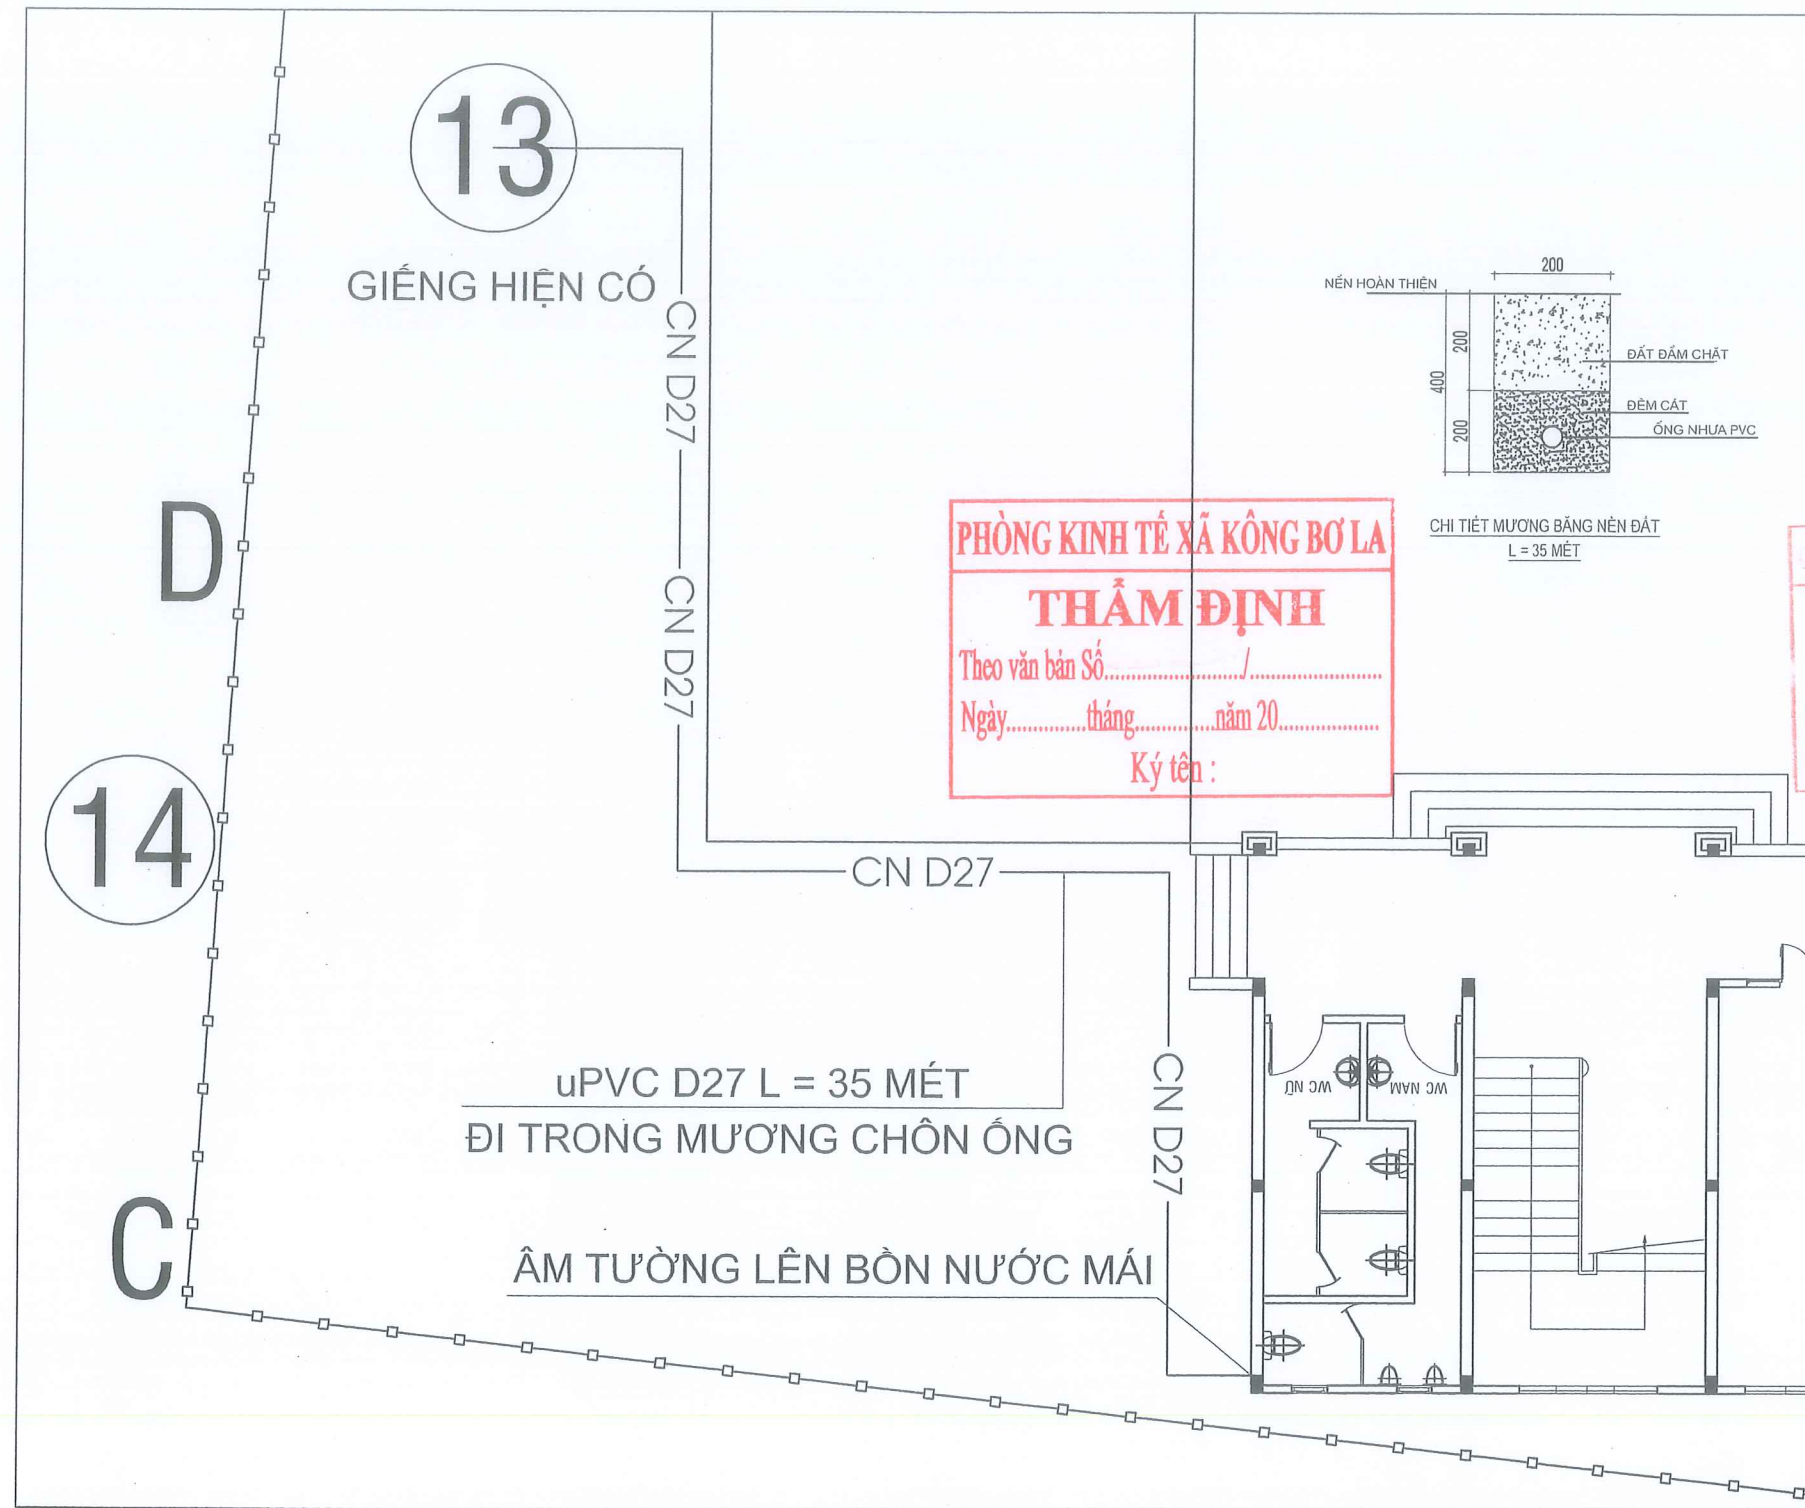 13
GIẾNG HIỆN CÓ
CN D27
CN D27
D
14
CN D27
uPVC D27 L = 35 MÉT
ĐI TRONG MƯƠNG CHÔN ỐNG
CN D27
C
ÂM TƯỜNG LÊN BỒN NƯỚC MÁI
200
NỀN HOÀN THIỆN
200
400
200
ĐẤT ĐẦM CHẶT
ĐỆM CÁT
ỐNG NHỰA PVC
CHI TIẾT MƯƠNG BĂNG NỀN ĐẤT
L = 35 MÉT
PHÒNG KINH TẾ XÃ KÔNG BƠ LA
THẨM ĐỊNH
Theo văn bản Số......................../........................
Ngày..............tháng..............năm 20..................
Ký tên :
WC NỮ
WC NAM